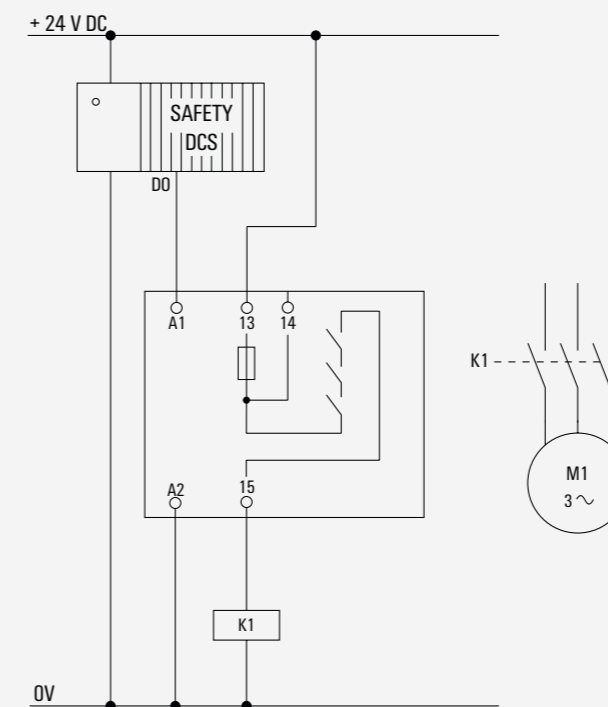 + 24 V DC
SAFETY
DCS
DO
A1
13
14
K1
A2
15
M1
3 ~
K1
0V